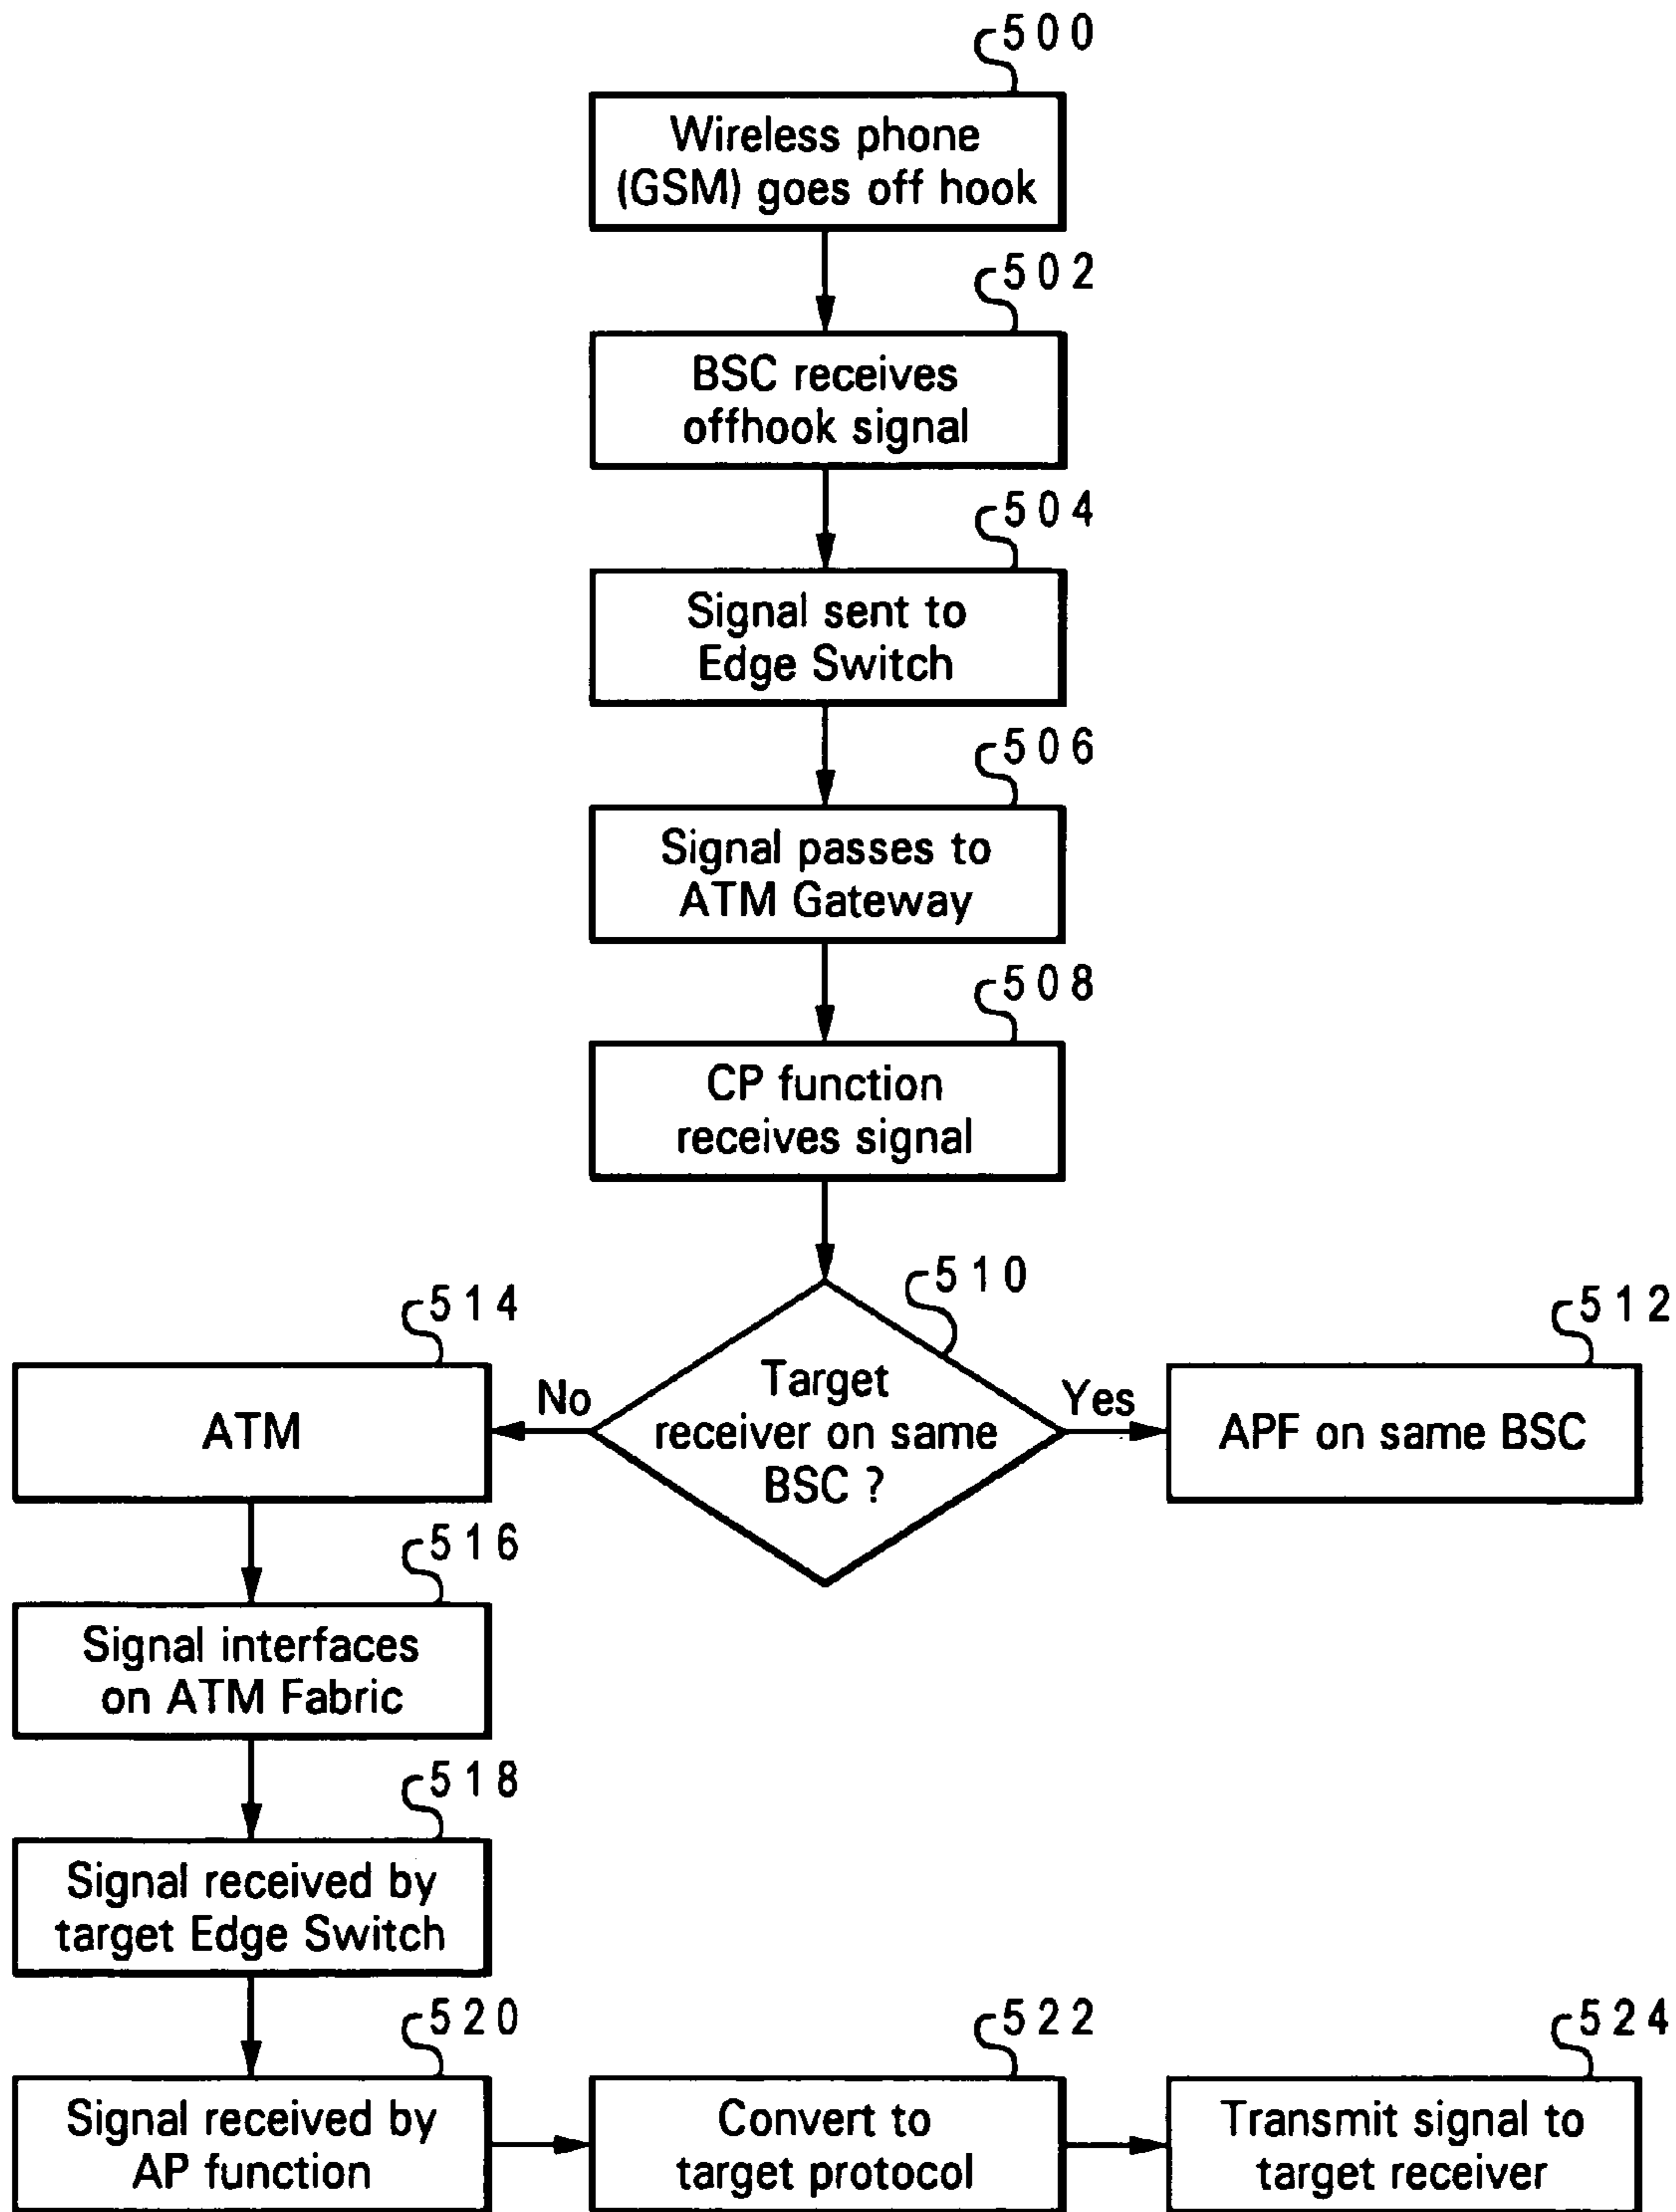 500
Wireless phone
(GSM) goes off hook
502
BSC receives
offhook signal
504
Signal sent to
Edge Switch
506
Signal passes to
ATM Gateway
508
CP function
receives signal
510
Target
receiver on same
BSC ?
No
Yes
514
ATM
512
APF on same BSC
516
Signal interfaces
on ATM Fabric
518
Signal received by
target Edge Switch
520
Signal received by
AP function
522
Convert to
target protocol
524
Transmit signal to
target receiver